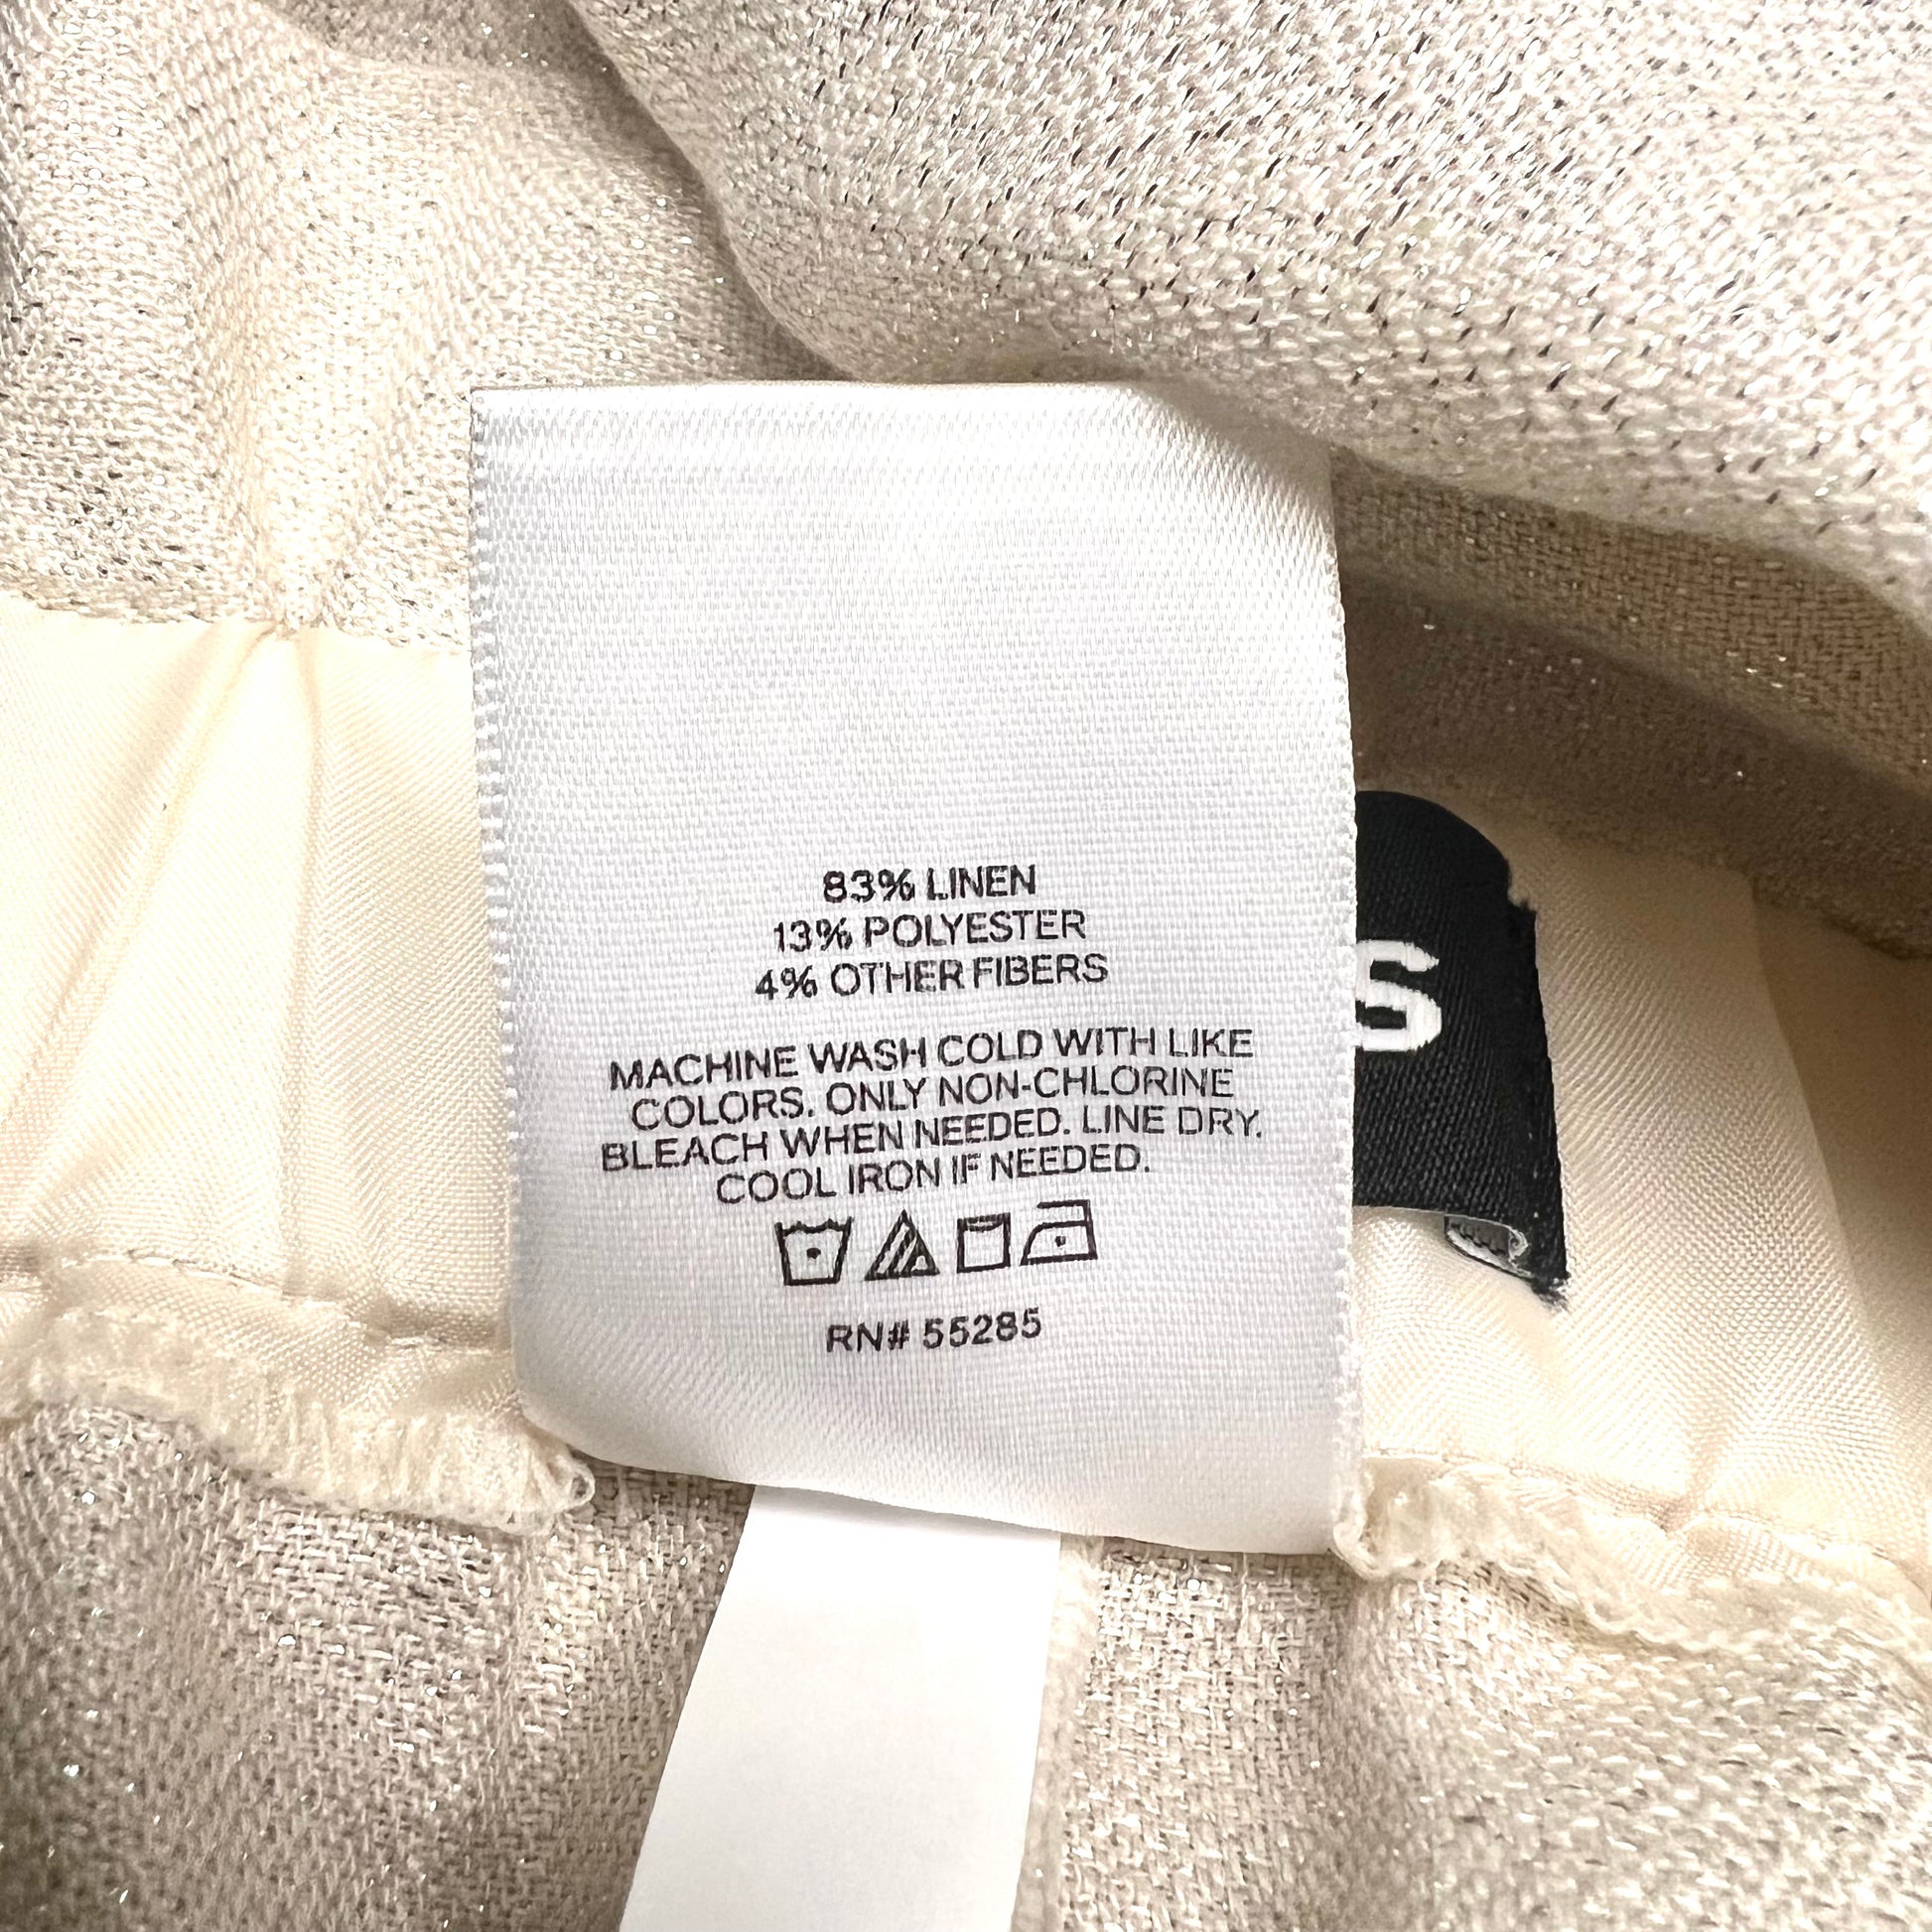 83% LINEN
13% POLYESTER
4% OTHER FIBERS
MACHINE WASH COLD WITH LIKE
COLORS. ONLY NON-CHLORINE
BLEACH WHEN NEEDED. LINE DRY.
COOL IRON IF NEEDED.
RN# 55285
S